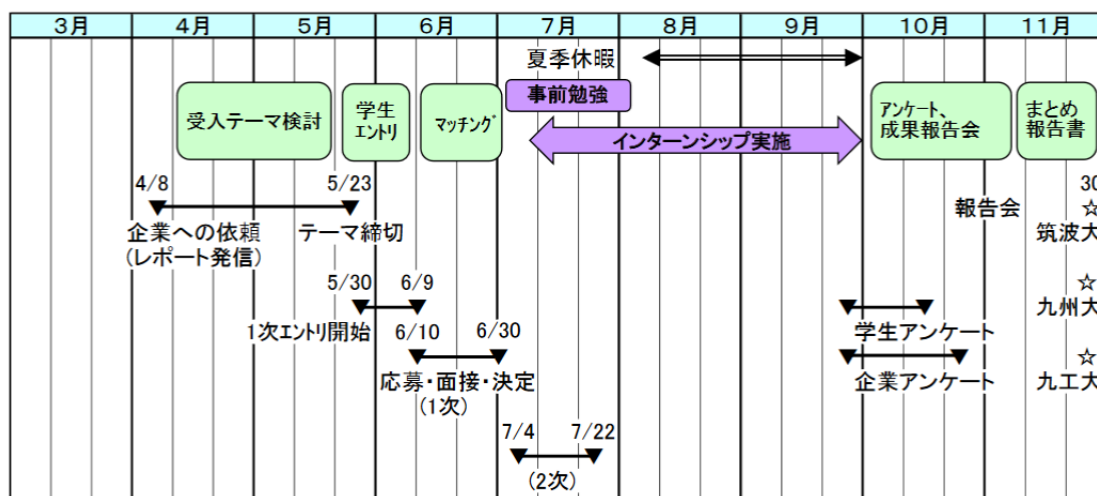 3月 4月 5月 6月 7月 8月 9月 10月 11月
夏季休暇
事前勉強
受入テーマ検討
学生
エントリ
マッチング
インターンシップ実施
アンケート、
成果報告会
まとめ
報告書
4/8 5/23
企業への依頼
(レポート発信)
テーマ締切
報告会
30
☆
筑波大
5/30 6/9
1次エントリ開始
☆
九州大
学生アンケート
6/10 6/30
応募・面接・決定
(1次)
企業アンケート
☆
九工大
7/4 7/22
(2次)